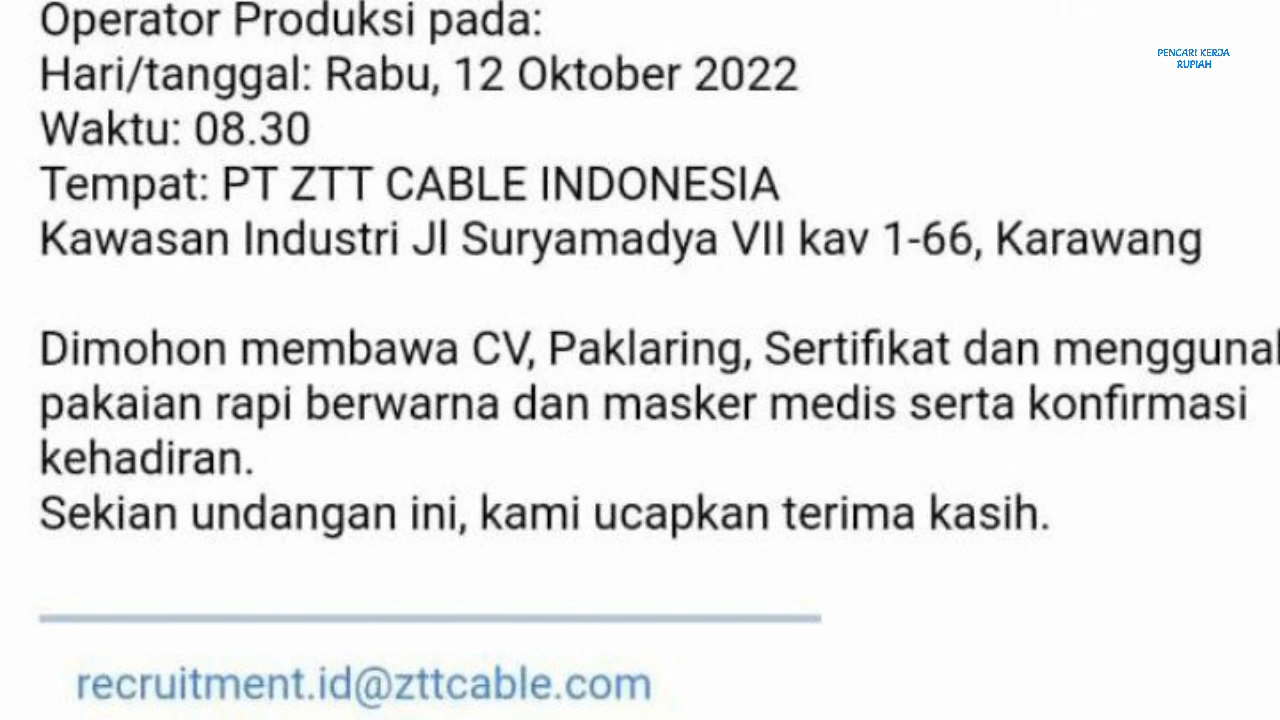 Operator Produksi pada:
Hari/tanggal: Rabu, 12 Oktober 2022
Waktu: 08.30
Tempat: PT ZTT CABLE INDONESIA
Kawasan Industri Jl Suryamadya VII kav 1-66, Karawang
Dimohon membawa CV, Paklaring, Sertifikat dan
pakaian rapi berwarna dan masker medis serta konfirmasi
kehadiran.
Sekian undangan ini, kami ucapkan terima kasih.
recruitment.id@zttcable.com
PENCARI KERJA
RUPIAH